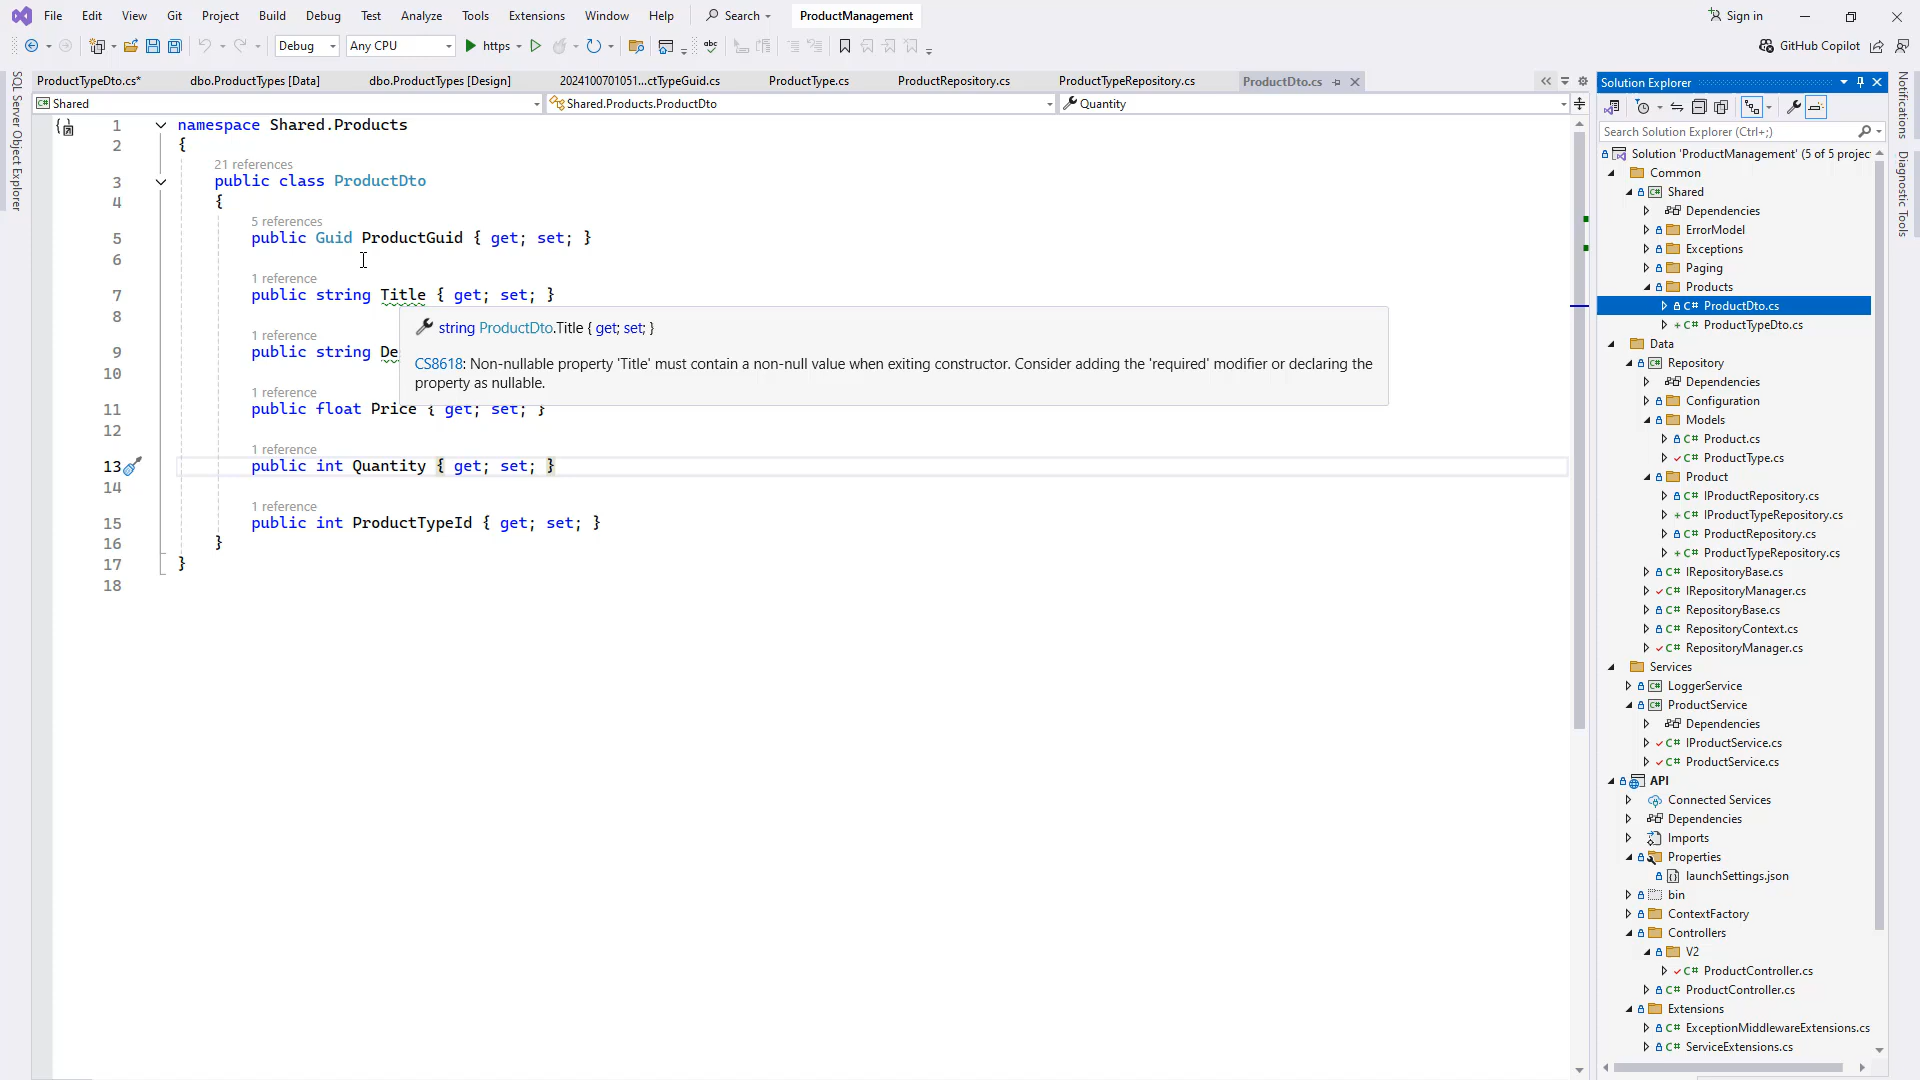 File Edit View Git Project Build Debug Test Analyze Tools Extensions Window Help Search ProductManagement Sign in
Debug Any CPU https GitHub Copilot
ProductTypeDto.cs* dbo.ProductTypes [Data] dbo.ProductTypes [Design] 2024100701051...ctTypeGuid.cs ProductType.cs ProductRepository.cs ProductTypeRepository.cs ProductDto.cs
Shared Shared.Products.ProductDto Quantity
SQL Server Object Explorer
1 namespace Shared.Products
2 {
21 references
3 public class ProductDto
4 {
5 references
5 public Guid ProductGuid { get; set; }
6
1 reference
7 public string Title { get; set; }
8
1 reference
9 public string De
10
1 reference
11 public float Price { get; set; }
12
1 reference
13 public int Quantity { get; set; }
14
1 reference
15 public int ProductTypeId { get; set; }
16 }
17 }
18
string ProductDto.Title { get; set; }
CS8618: Non-nullable property 'Title' must contain a non-null value when exiting constructor. Consider adding the 'required' modifier or declaring the
property as nullable.
Solution Explorer
Search Solution Explorer (Ctrl+;)
Solution 'ProductManagement' (5 of 5 projec
Common
C# Shared
Dependencies
ErrorModel
Exceptions
Paging
Products
C# ProductDto.cs
C# ProductTypeDto.cs
Data
C# Repository
Dependencies
Configuration
Models
C# Product.cs
C# ProductType.cs
Product
C# IProductRepository.cs
C# IProductTypeRepository.cs
C# ProductRepository.cs
C# ProductTypeRepository.cs
C# IRepositoryBase.cs
C# IRepositoryManager.cs
C# RepositoryBase.cs
C# RepositoryContext.cs
C# RepositoryManager.cs
Services
C# LoggerService
C# ProductService
Dependencies
C# IProductService.cs
C# ProductService.cs
API
Connected Services
Dependencies
Imports
Properties
launchSettings.json
bin
ContextFactory
Controllers
V2
C# ProductController.cs
C# ProductController.cs
Extensions
C# ExceptionMiddlewareExtensions.cs
C# ServiceExtensions.cs
Notifications
Diagnostic Tools